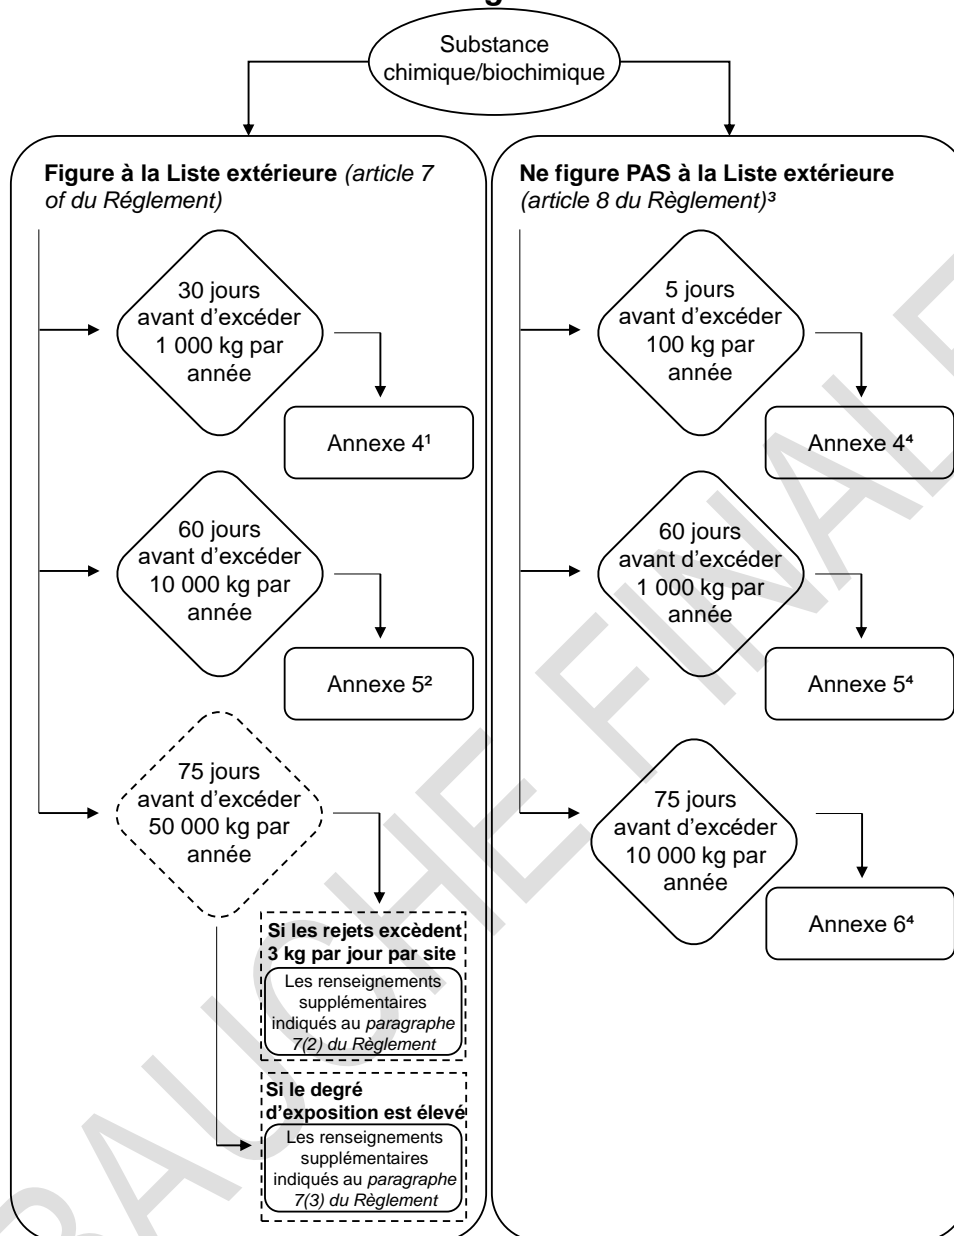 Substance
chimique/biochimique
Figure à la Liste extérieure (article 7
of du Réglement)
30 jours
avant d’excéder
1 000 kg par
année
Annexe 4¹
60 jours
avant d’excéder
10 000 kg par
année
Annexe 5²
75 jours
avant d’excéder
50 000 kg par
année
Si les rejets excèdent
3 kg par jour par site
Les renseignements
supplémentaires
indiqués au paragraphe
7(2) du Règlement
Si le degré
d’exposition est élevé
Les renseignements
supplémentaires
indiqués au paragraphe
7(3) du Règlement
Ne figure PAS à la Liste extérieure
(article 8 du Règlement)³
5 jours
avant d’excéder
100 kg par
année
Annexe 4⁴
60 jours
avant d’excéder
1 000 kg par
année
Annexe 5⁴
75 jours
avant d’excéder
10 000 kg par
année
Annexe 6⁴
BAUCHE FINALE